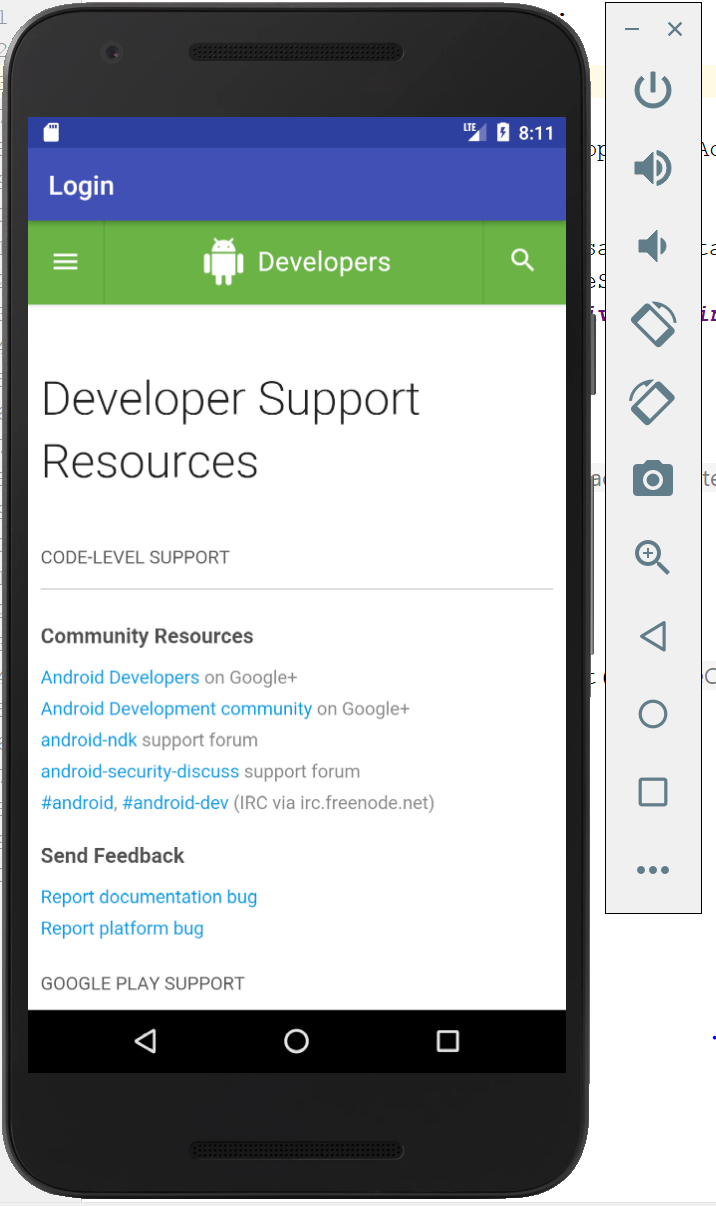 LTE 8:11
Login
Developers
Developer Support
Resources
CODE-LEVEL SUPPORT
Community Resources
Android Developers on Google+
Android Development community on Google+
android-ndk support forum
android-security-discuss support forum
#android, #android-dev (IRC via irc.freenode.net)
Send Feedback
Report documentation bug
Report platform bug
GOOGLE PLAY SUPPORT